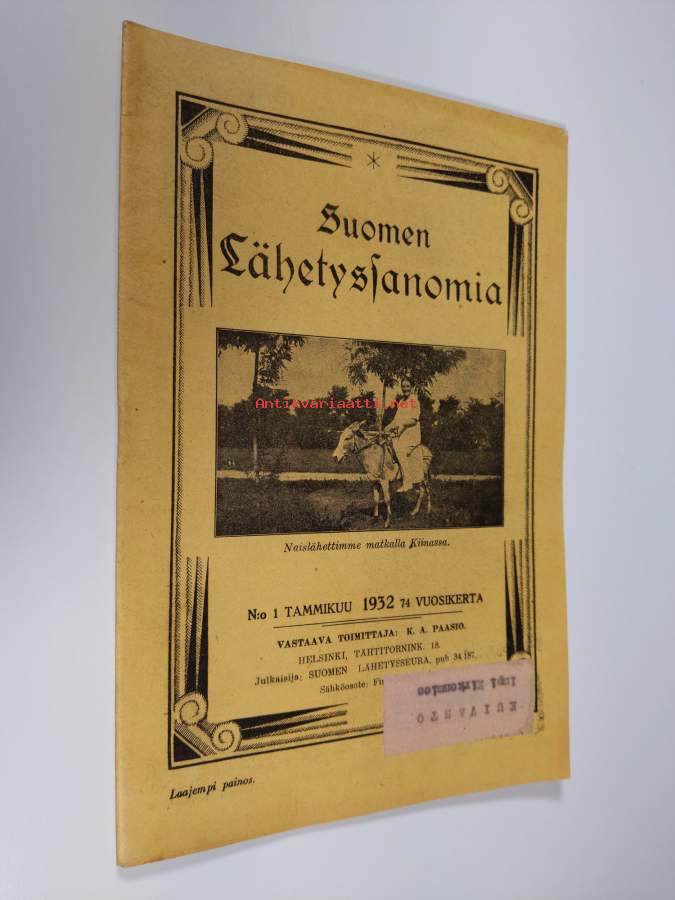 Suomen
Lähetysſanomia
Antikvariaatti.net
Naislähettimme matkalla Kiinassa.
N:o 1 TAMMIKUU 1932 74 VUOSIKERTA
VASTAAVA TOIMITTAJA: K. A. PAASIO.
HELSINKI, TÄHTITORNINK. 18.
Julkaisija: SUOMEN LÄHETYSSEURA, puh 34 187.
Sähköosote:
KUIVANTO
Laajempi painos.